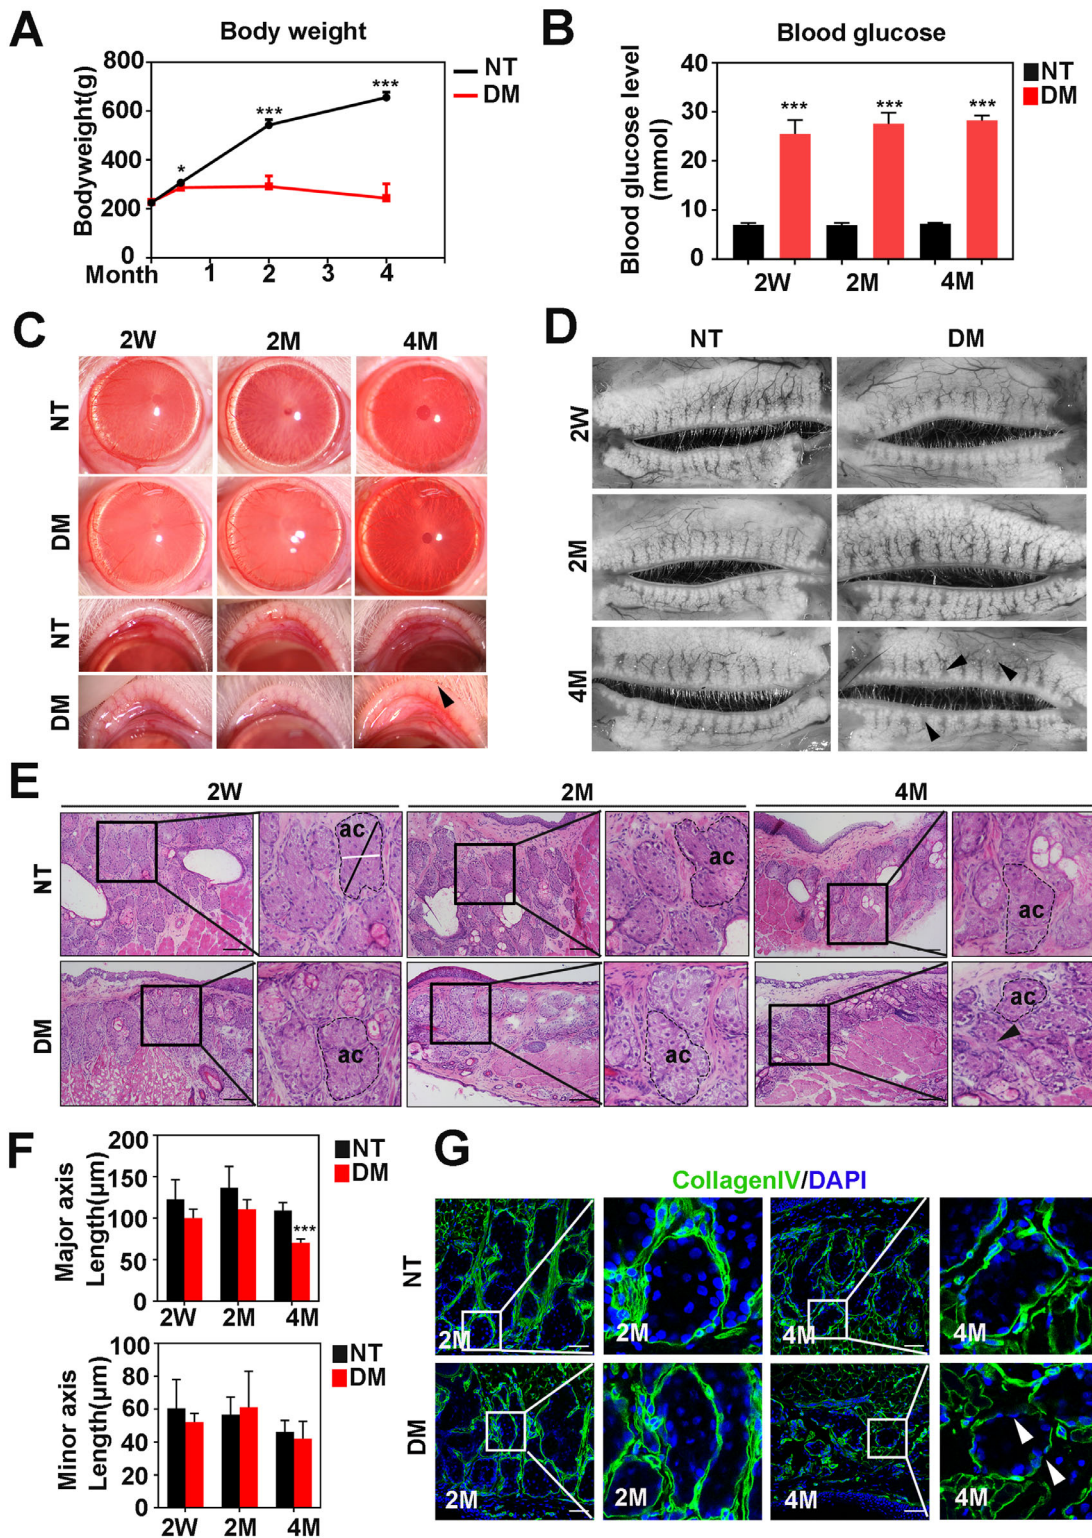 A
Body weight
Bodyweight(g)
800
600
400
200
0
Month
1
2
3
4
*
***
***
NT
DM
B
Blood glucose
Blood glucose level
(mmol)
40
30
20
10
0
***
***
***
2W
2M
4M
NT
DM
C
2W
2M
4M
NT
DM
NT
DM
D
NT
DM
2W
2M
4M
E
2W
2M
4M
NT
ac
ac
ac
DM
ac
ac
ac
F
Major axis
Length(μm)
200
150
100
50
0
***
2W
2M
4M
NT
DM
Minor axis
Length(μm)
100
80
60
40
20
0
2W
2M
4M
NT
DM
G
CollagenIV/DAPI
NT
2M
2M
4M
4M
DM
2M
2M
4M
4M